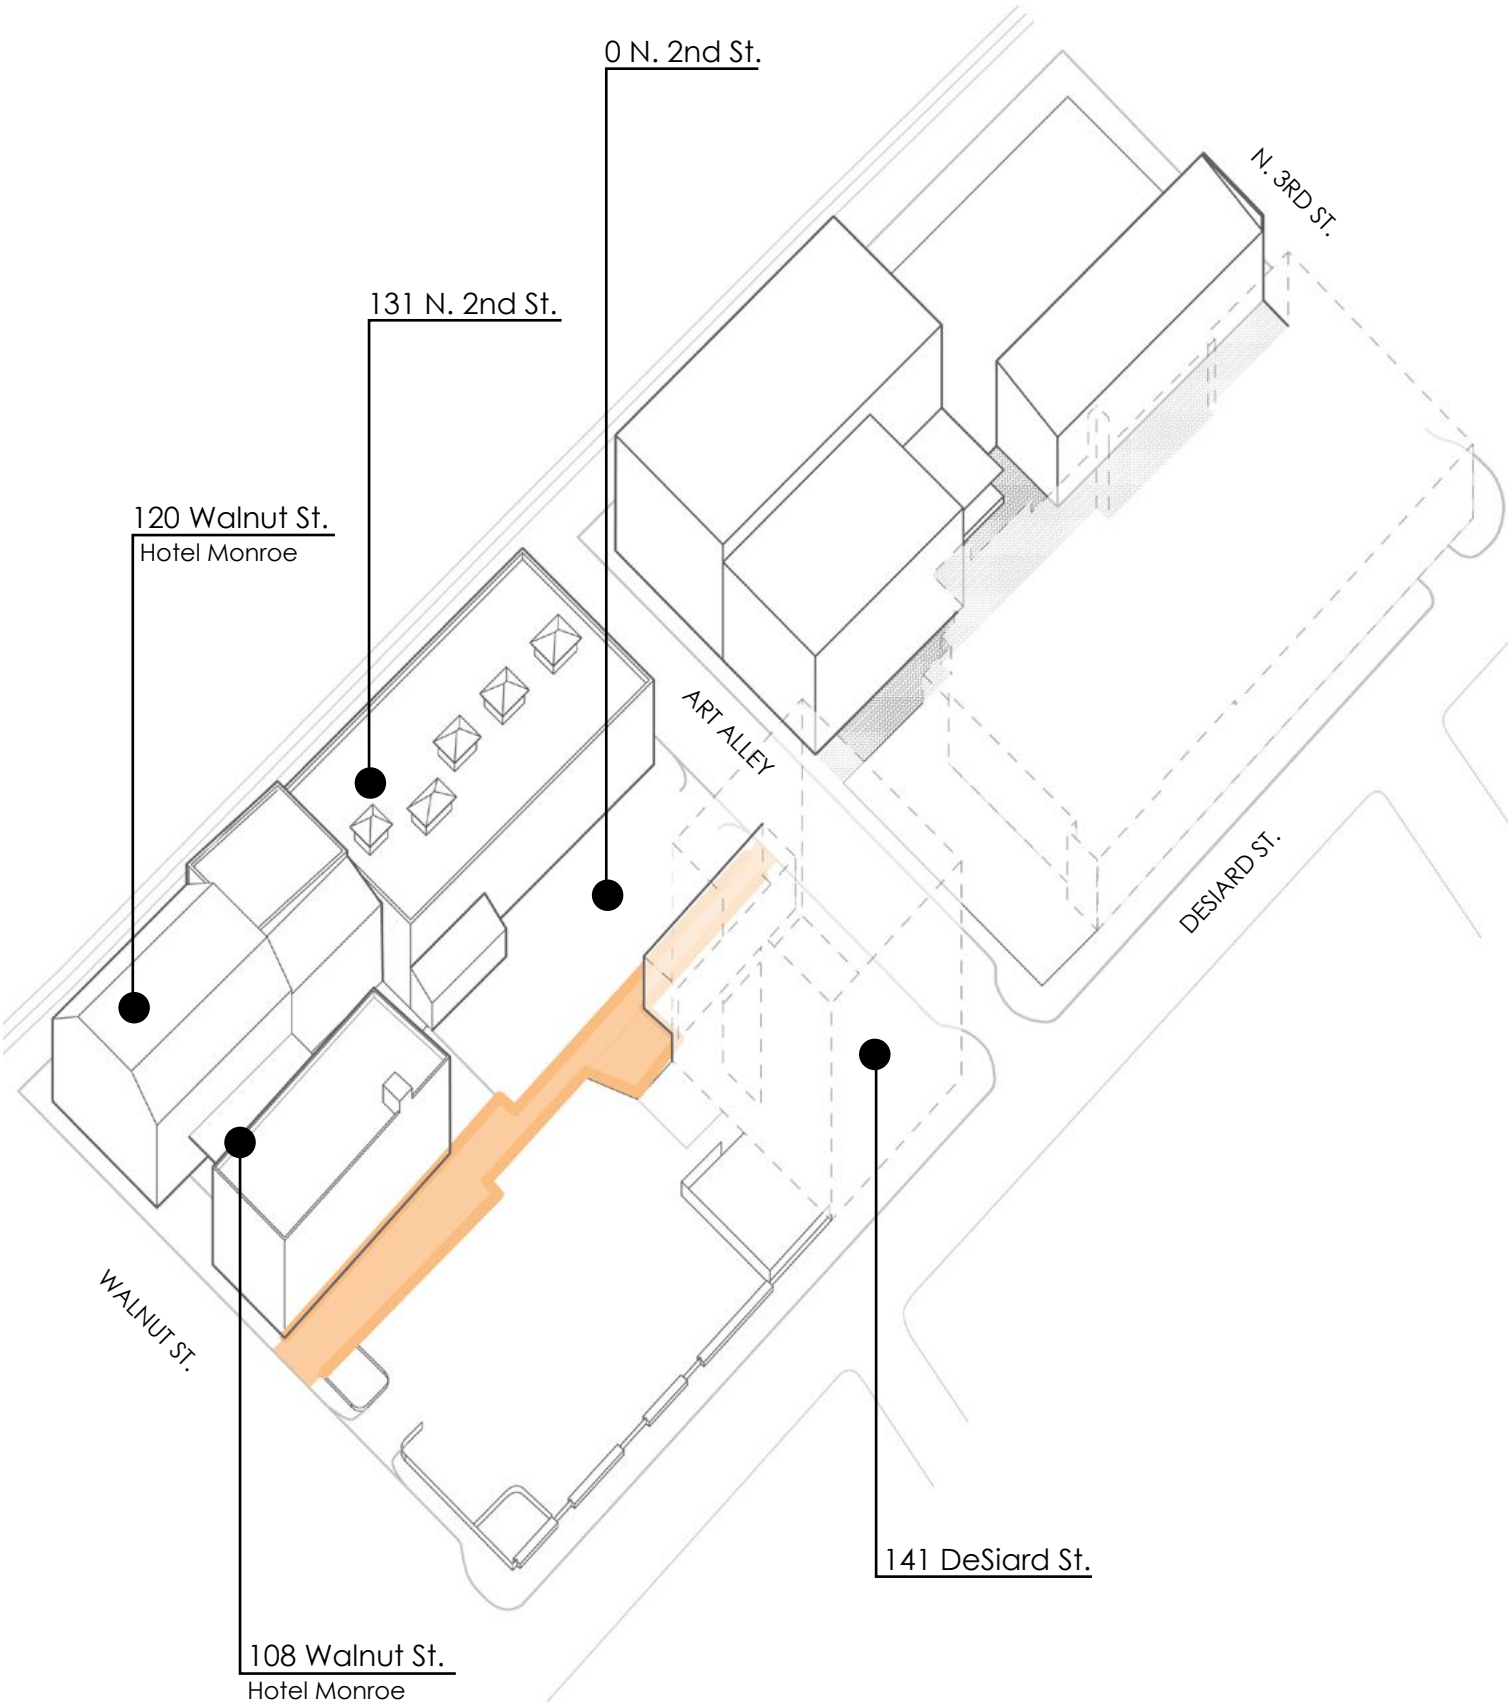 0 N. 2nd St.
N. 3RD ST.
131 N. 2nd St.
120 Walnut St.
Hotel Monroe
ART ALLEY
DESIARD ST.
WALNUT ST.
141 DeSiard St.
108 Walnut St.
Hotel Monroe